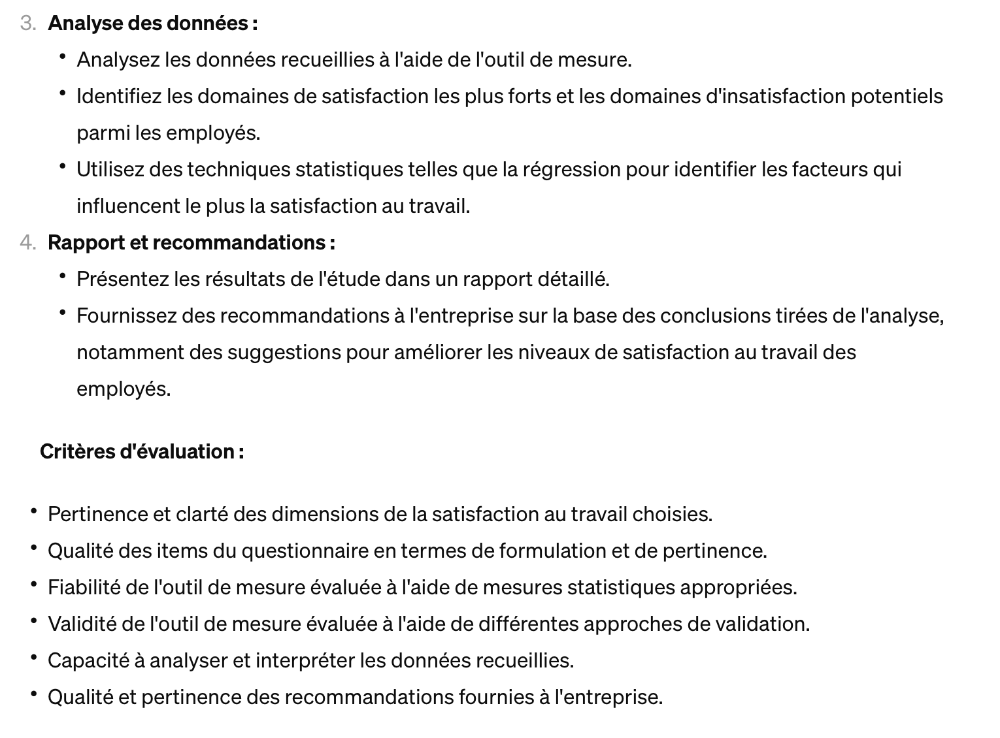 3. Analyse des données :
• Analysez les données recueillies à l'aide de l'outil de mesure.
• Identifiez les domaines de satisfaction les plus forts et les domaines d'insatisfaction potentiels
parmi les employés.
• Utilisez des techniques statistiques telles que la régression pour identifier les facteurs qui
influencent le plus la satisfaction au travail.
4. Rapport et recommandations :
• Présentez les résultats de l'étude dans un rapport détaillé.
• Fournissez des recommandations à l'entreprise sur la base des conclusions tirées de l'analyse,
notamment des suggestions pour améliorer les niveaux de satisfaction au travail des
employés.
Critères d'évaluation :
• Pertinence et clarté des dimensions de la satisfaction au travail choisies.
• Qualité des items du questionnaire en termes de formulation et de pertinence.
• Fiabilité de l'outil de mesure évaluée à l'aide de mesures statistiques appropriées.
• Validité de l'outil de mesure évaluée à l'aide de différentes approches de validation.
• Capacité à analyser et interpréter les données recueillies.
• Qualité et pertinence des recommandations fournies à l'entreprise.